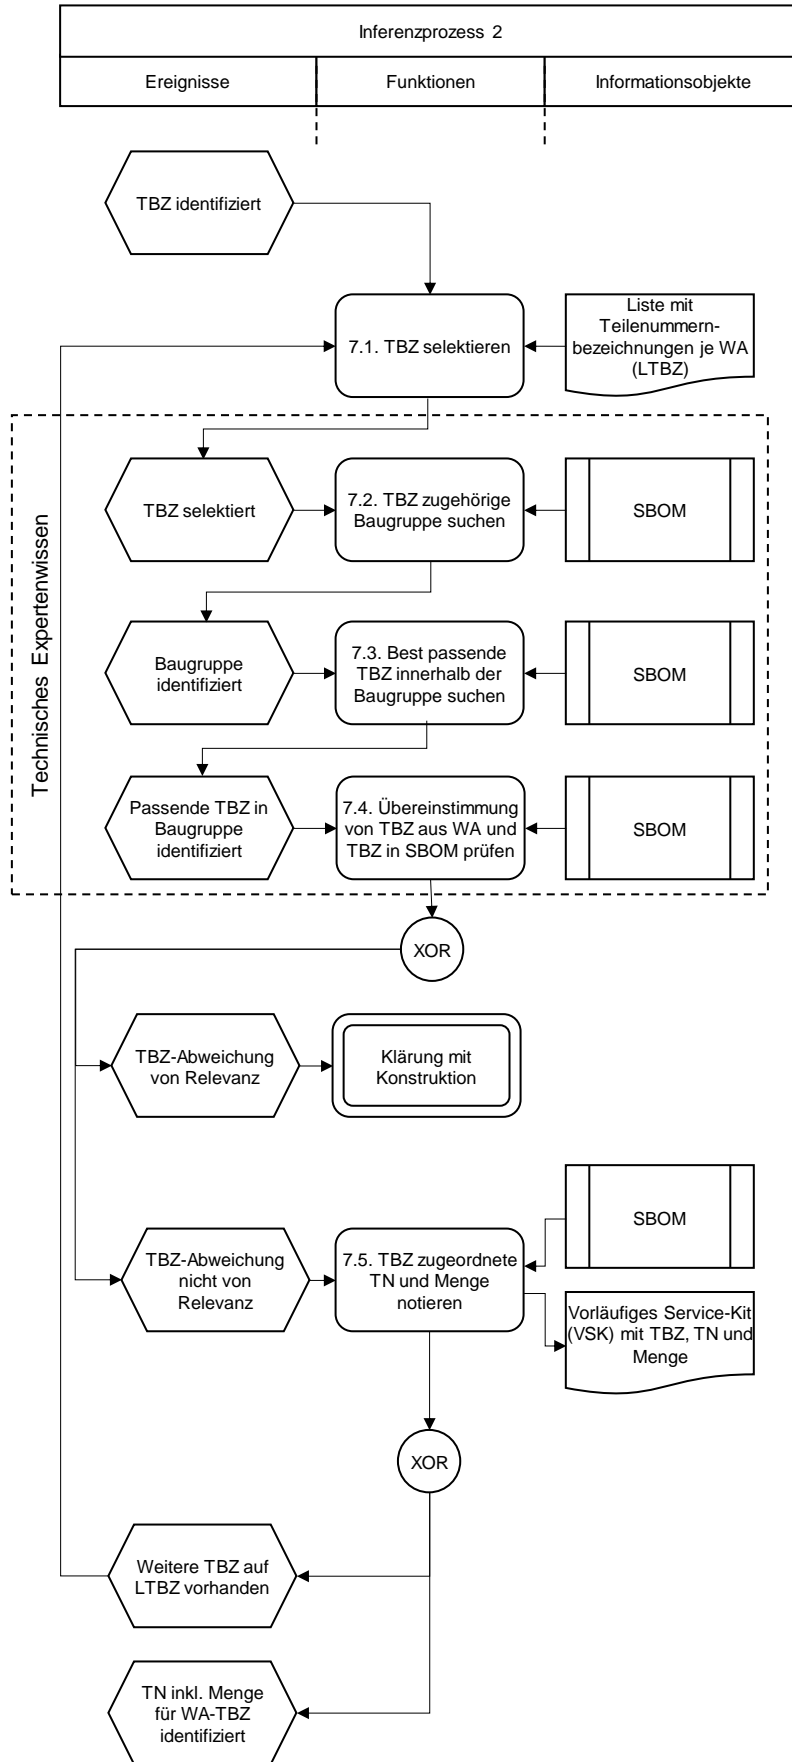 Inferenzprozess 2
Ereignisse
Funktionen
Informationsobjekte
TBZ identifiziert
7.1. TBZ selektieren
Liste mit
Teilenummern-
bezeichnungen je WA
(LTBZ)
Technisches Expertenwissen
TBZ selektiert
7.2. TBZ zugehörige
Baugruppe suchen
SBOM
Baugruppe
identifiziert
7.3. Best passende
TBZ innerhalb der
Baugruppe suchen
SBOM
Passende TBZ in
Baugruppe
identifiziert
7.4. Übereinstimmung
von TBZ aus WA und
TBZ in SBOM prüfen
SBOM
XOR
TBZ-Abweichung
von Relevanz
Klärung mit
Konstruktion
SBOM
TBZ-Abweichung
nicht von
Relevanz
7.5. TBZ zugeordnete
TN und Menge
notieren
Vorläufiges Service-Kit
(VSK) mit TBZ, TN und
Menge
XOR
Weitere TBZ auf
LTBZ vorhanden
TN inkl. Menge
für WA-TBZ
identifiziert